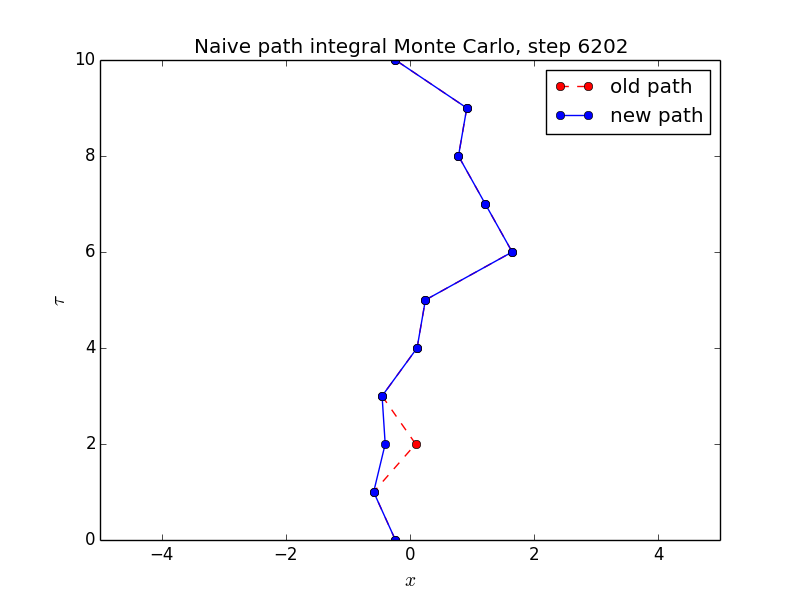 Naive path integral Monte Carlo, step 6202
old path
new path
10
8
6
4
2
0
τ
−4
−2
0
2
4
x